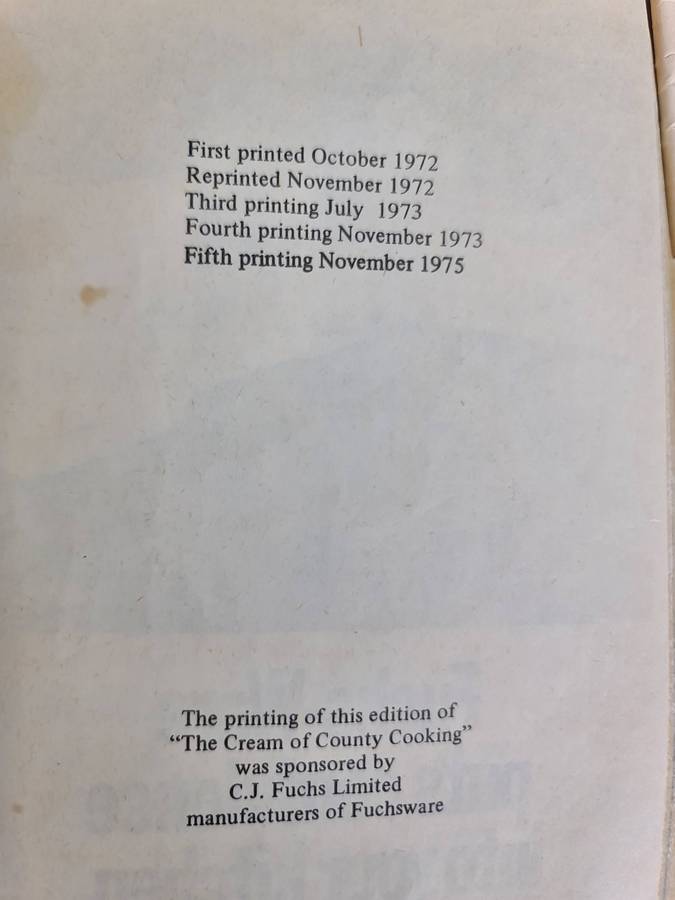 First printed October 1972
Reprinted November 1972
Third printing July 1973
Fourth printing November 1973
Fifth printing November 1975
The printing of this edition of
“The Cream of County Cooking”
was sponsored by
C.J. Fuchs Limited
manufacturers of Fuchsware